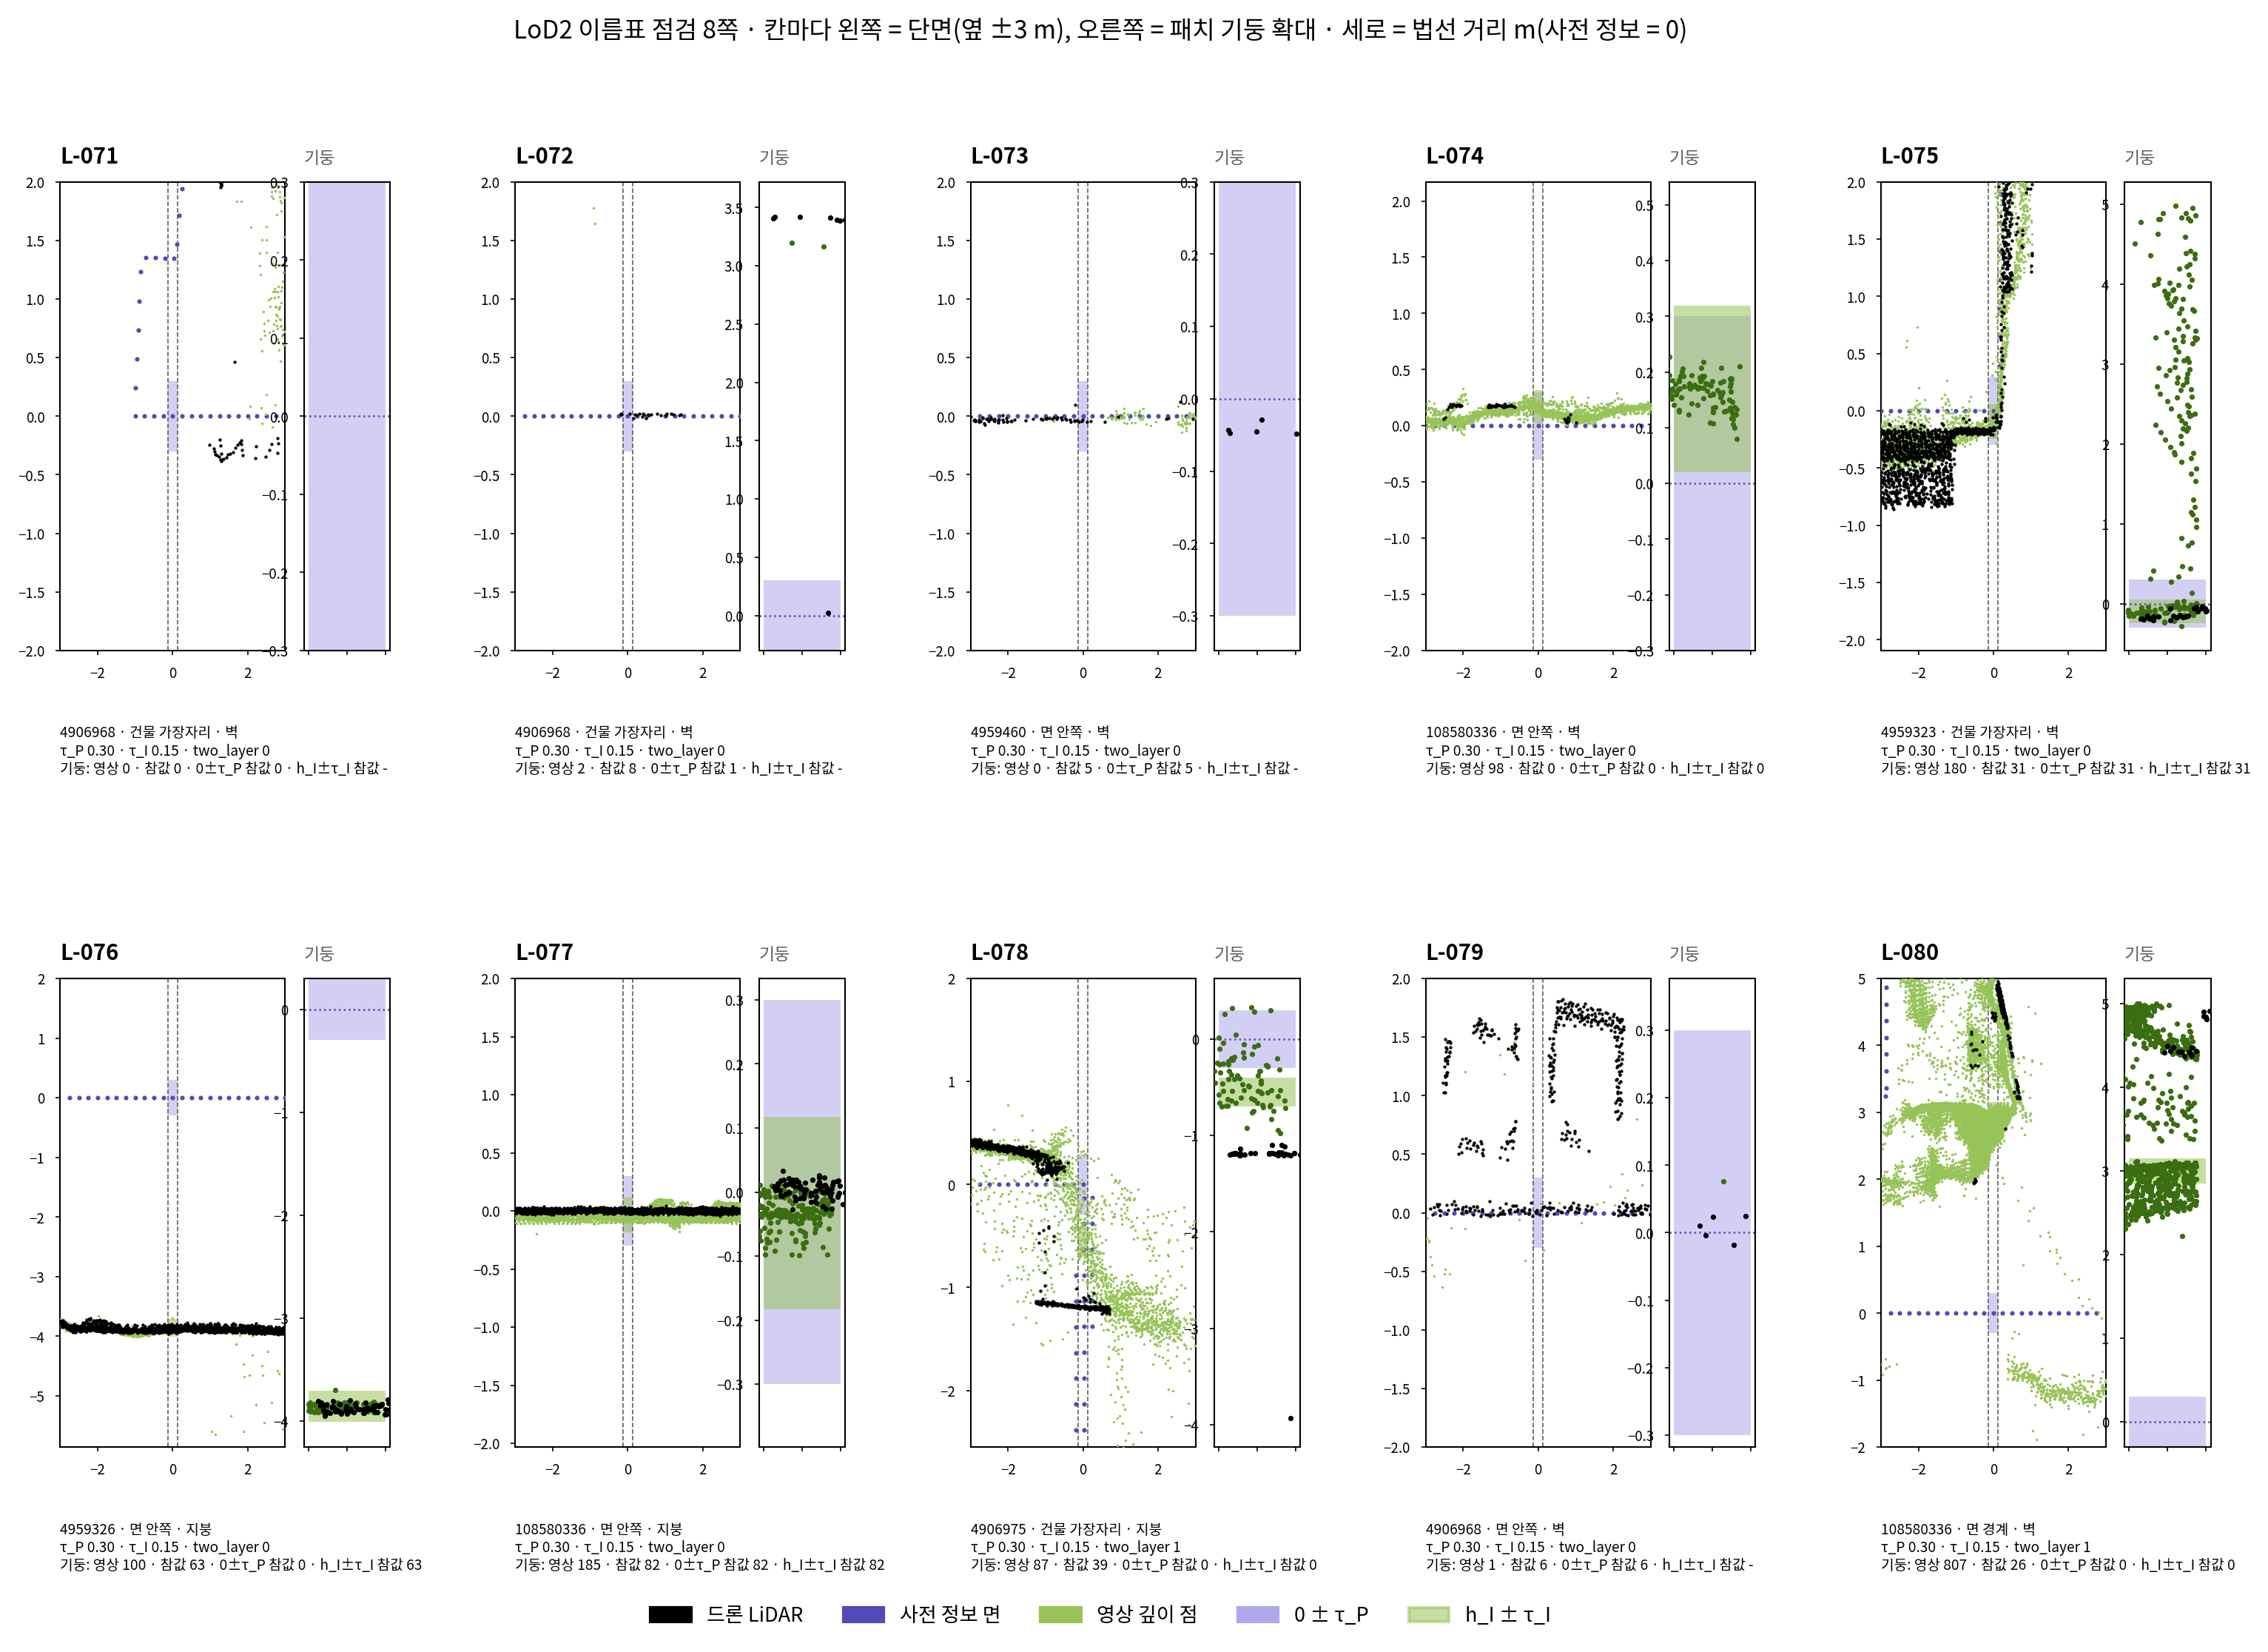 LoD2 이름표 점검 8쪽 · 칸마다 왼쪽 = 단면(옆 ±3 m), 오른쪽 = 패치 기둥 확대 · 세로 = 법선 거리 m(사전 정보 = 0)
L-071 기둥
L-072 기둥
L-073 기둥
L-074 기둥
L-075 기둥
4906968 · 건물 가장자리 · 벽
τ_P 0.30 · τ_I 0.15 · two_layer 0
기둥: 영상 0 · 참값 0 · 0±τ_P 참값 0 · h_I±τ_I 참값 -
4906968 · 건물 가장자리 · 벽
τ_P 0.30 · τ_I 0.15 · two_layer 0
기둥: 영상 2 · 참값 8 · 0±τ_P 참값 1 · h_I±τ_I 참값 -
4959460 · 면 안쪽 · 벽
τ_P 0.30 · τ_I 0.15 · two_layer 0
기둥: 영상 0 · 참값 5 · 0±τ_P 참값 5 · h_I±τ_I 참값 -
108580336 · 면 안쪽 · 벽
τ_P 0.30 · τ_I 0.15 · two_layer 0
기둥: 영상 98 · 참값 0 · 0±τ_P 참값 0 · h_I±τ_I 참값 0
4959323 · 건물 가장자리 · 벽
τ_P 0.30 · τ_I 0.15 · two_layer 0
기둥: 영상 180 · 참값 31 · 0±τ_P 참값 31 · h_I±τ_I 참값 31
L-076 기둥
L-077 기둥
L-078 기둥
L-079 기둥
L-080 기둥
4959326 · 면 안쪽 · 지붕
τ_P 0.30 · τ_I 0.15 · two_layer 0
기둥: 영상 100 · 참값 63 · 0±τ_P 참값 0 · h_I±τ_I 참값 63
108580336 · 면 안쪽 · 지붕
τ_P 0.30 · τ_I 0.15 · two_layer 0
기둥: 영상 185 · 참값 82 · 0±τ_P 참값 82 · h_I±τ_I 참값 82
4906975 · 건물 가장자리 · 지붕
τ_P 0.30 · τ_I 0.15 · two_layer 1
기둥: 영상 87 · 참값 39 · 0±τ_P 참값 0 · h_I±τ_I 참값 0
4906968 · 면 안쪽 · 벽
τ_P 0.30 · τ_I 0.15 · two_layer 0
기둥: 영상 1 · 참값 6 · 0±τ_P 참값 6 · h_I±τ_I 참값 -
108580336 · 면 경계 · 벽
τ_P 0.30 · τ_I 0.15 · two_layer 1
기둥: 영상 807 · 참값 26 · 0±τ_P 참값 0 · h_I±τ_I 참값 0
드론 LiDAR
사전 정보 면
영상 깊이 점
0 ± τ_P
h_I ± τ_I